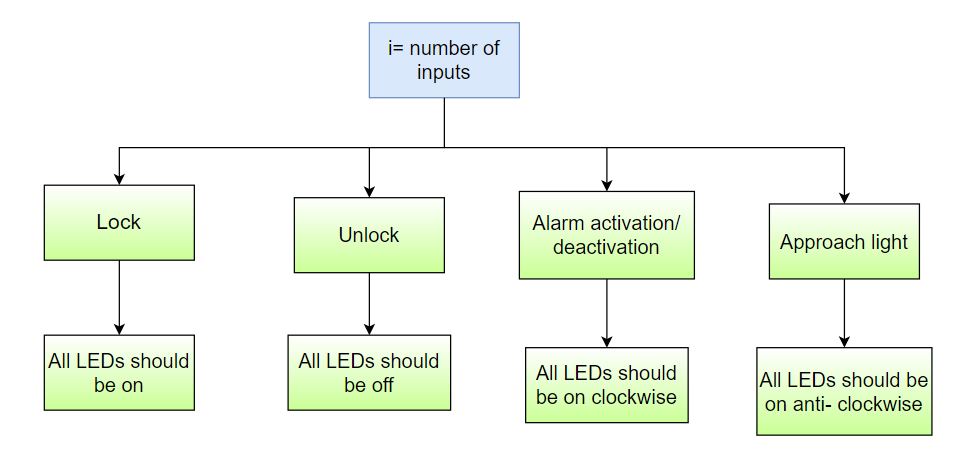 i= number of
inputs
Lock
Unlock
Alarm activation/
deactivation
Approach light
All LEDs should
be on
All LEDs should
be off
All LEDs should
be on clockwise
All LEDs should be
on anti- clockwise